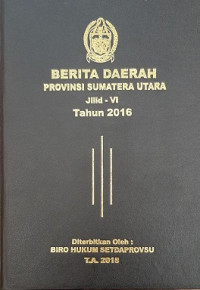 BERITA DAERAH
PROVINSI SUMATERA UTARA
Jilid - VI
Tahun 2016
Diterbitkan Oleh :
BIRO HUKUM SETDAPROVSU
T.A. 2018